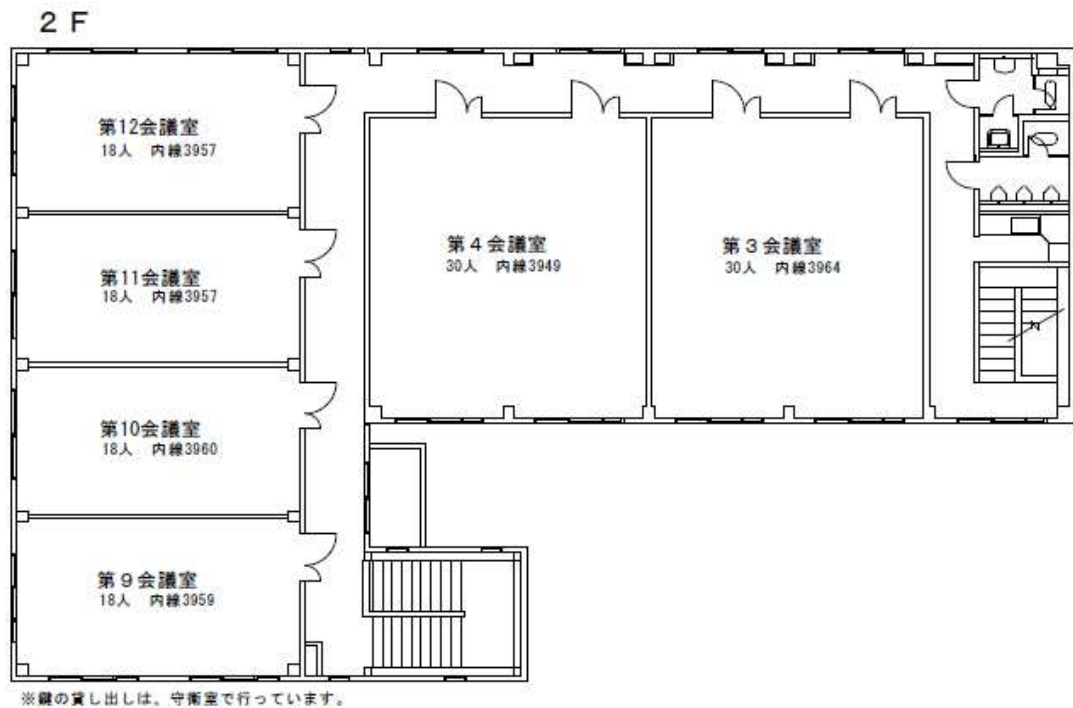 ２Ｆ
第12会議室
18人　内線3957
第11会議室
18人　内線3957
第10会議室
18人　内線3960
第９会議室
18人　内線3959
第４会議室
30人　内線3949
第３会議室
30人　内線3964
※鍵の貸し出しは、守衛室で行っています。